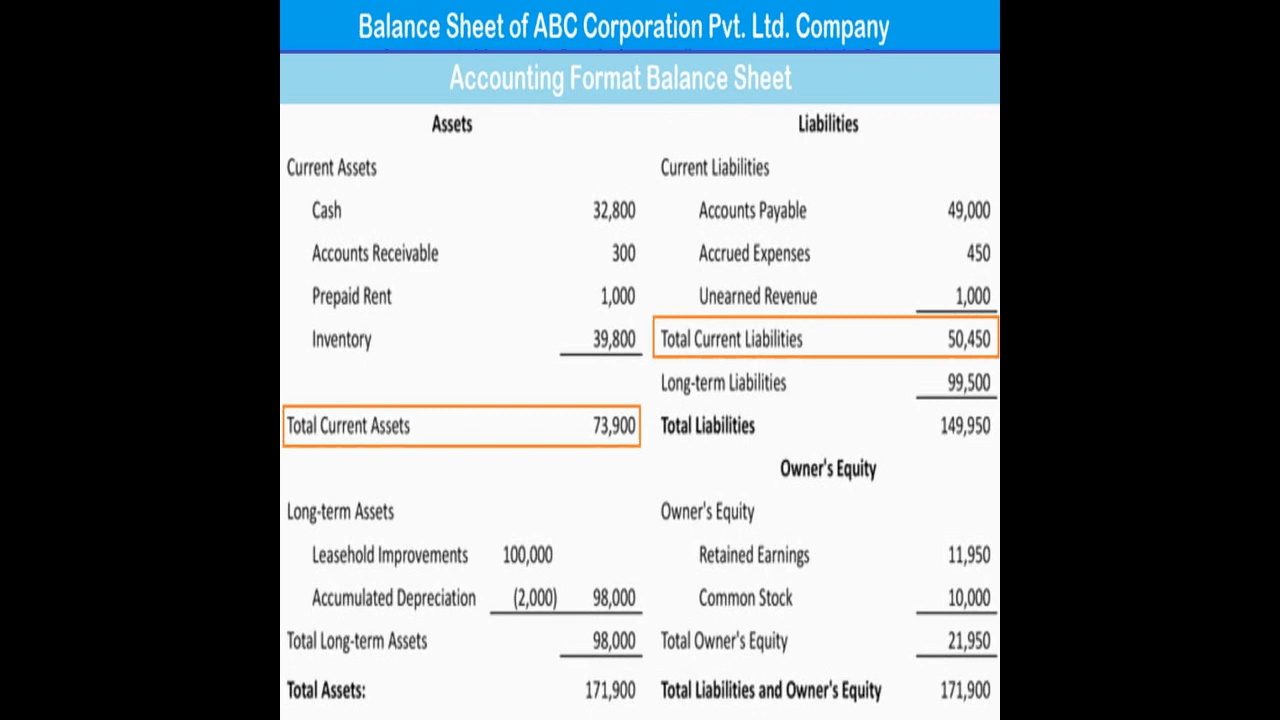 Balance Sheet of ABC Corporation Pvt. Ltd. Company
Accounting Format Balance Sheet
Assets
Current Assets
Cash 32,800
Accounts Receivable 300
Prepaid Rent 1,000
Inventory 39,800
Total Current Assets 73,900
Long-term Assets
Leasehold Improvements 100,000
Accumulated Depreciation (2,000) 98,000
Total Long-term Assets 98,000
Total Assets: 171,900
Liabilities
Current Liabilities
Accounts Payable 49,000
Accrued Expenses 450
Unearned Revenue 1,000
Total Current Liabilities 50,450
Long-term Liabilities 99,500
Total Liabilities 149,950
Owner's Equity
Owner's Equity
Retained Earnings 11,950
Common Stock 10,000
Total Owner's Equity 21,950
Total Liabilities and Owner's Equity 171,900